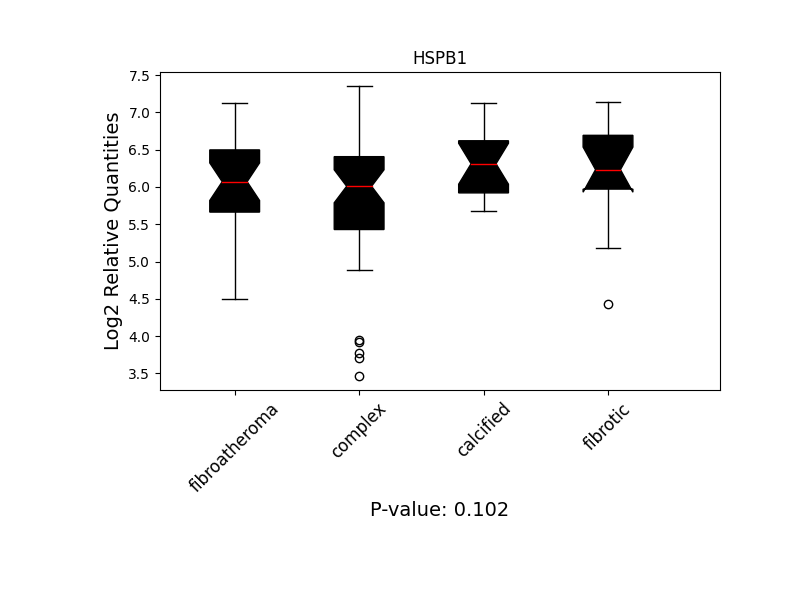 HSPB1
Log2 Relative Quantities
7.5
7.0
6.5
6.0
5.5
5.0
4.5
4.0
3.5
fibroatheroma
complex
calcified
fibrotic
P-value: 0.102